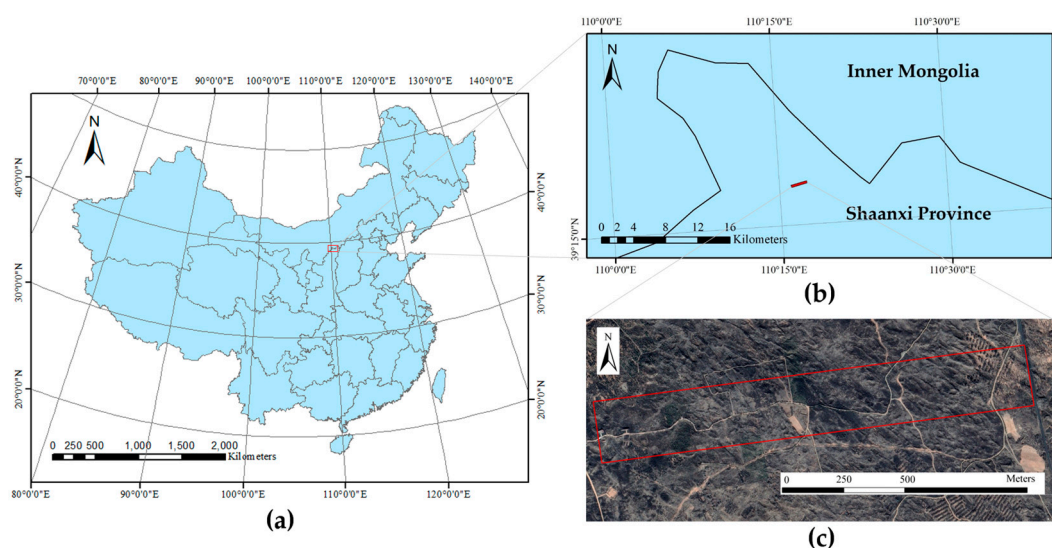 70°0'0"E 80°0'0"E 90°0'0"E 100°0'0"E 110°0'0"E 120°0'0"E 130°0'0"E 140°0'0"E
N
40°0'0"N
30°0'0"N
20°0'0"N
40°0'0"N
30°0'0"N
20°0'0"N
0 250 500 1,000 1,500 2,000
Kilometers
80°0'0"E 90°0'0"E 100°0'0"E 110°0'0"E 120°0'0"E
(a)
110°0'0"E 110°15'0"E 110°30'0"E
N
Inner Mongolia
Shaanxi Province
0 2 4 8 12 16
Kilometers
39°15'0"N
110°0'0"E 110°15'0"E 110°30'0"E
(b)
N
0 250 500 Meters
(c)